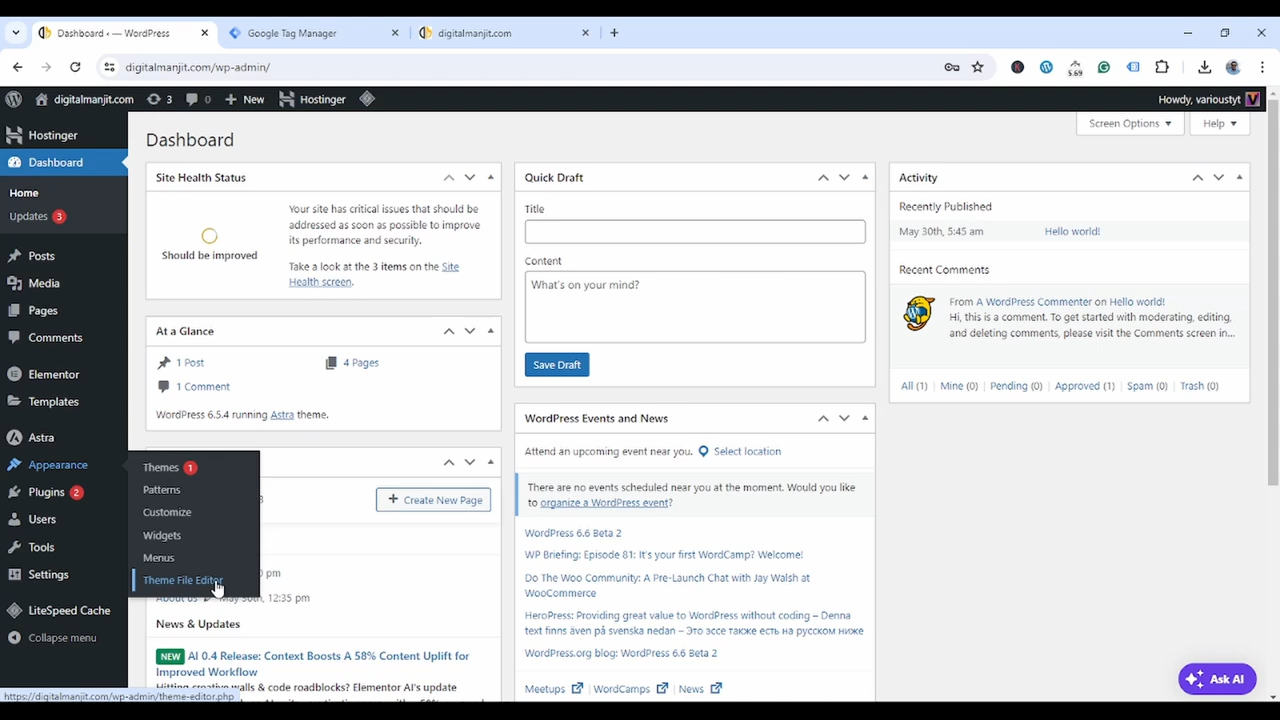 Dashboard ‹ — WordPress
Google Tag Manager
digitalmanjit.com
digitalmanjit.com/wp-admin/
5.69
digitalmanjit.com
3
0
New
Hostinger
Howdy, varioustyt
Hostinger
Dashboard
Home
Updates 3
Posts
Media
Pages
Comments
Elementor
Templates
Astra
Appearance
Plugins 2
Users
Tools
Settings
LiteSpeed Cache
Collapse menu
Themes 1
Patterns
Customize
Widgets
Menus
Theme File Editor
Dashboard
Screen Options
Help
Site Health Status
Should be improved
Your site has critical issues that should be
addressed as soon as possible to improve
its performance and security.
Take a look at the 3 items on the Site
Health screen.
At a Glance
1 Post
4 Pages
1 Comment
WordPress 6.5.4 running Astra theme.
Create New Page
pm
About us
May 30th, 12:35 pm
News & Updates
NEW AI 0.4 Release: Context Boosts A 58% Content Uplift for
Improved Workflow
Hitting creative walls & code roadblocks? Elementor AI's update
Quick Draft
Title
Content
What's on your mind?
Save Draft
WordPress Events and News
Attend an upcoming event near you. Select location
There are no events scheduled near you at the moment. Would you like
to organize a WordPress event?
WordPress 6.6 Beta 2
WP Briefing: Episode 81: It's your first WordCamp? Welcome!
Do The Woo Community: A Pre-Launch Chat with Jay Walsh at
WooCommerce
HeroPress: Providing great value to WordPress without coding – Denna
text finns även på svenska nedan – Это эссе также есть на русском ниже
WordPress.org blog: WordPress 6.6 Beta 2
Meetups
WordCamps
News
Activity
Recently Published
May 30th, 5:45 am
Hello world!
Recent Comments
From A WordPress Commenter on Hello world!
Hi, this is a comment. To get started with moderating, editing,
and deleting comments, please visit the Comments screen in...
All (1) | Mine (0) | Pending (0) | Approved (1) | Spam (0) | Trash (0)
Ask AI
https://digitalmanjit.com/wp-admin/theme-editor.php